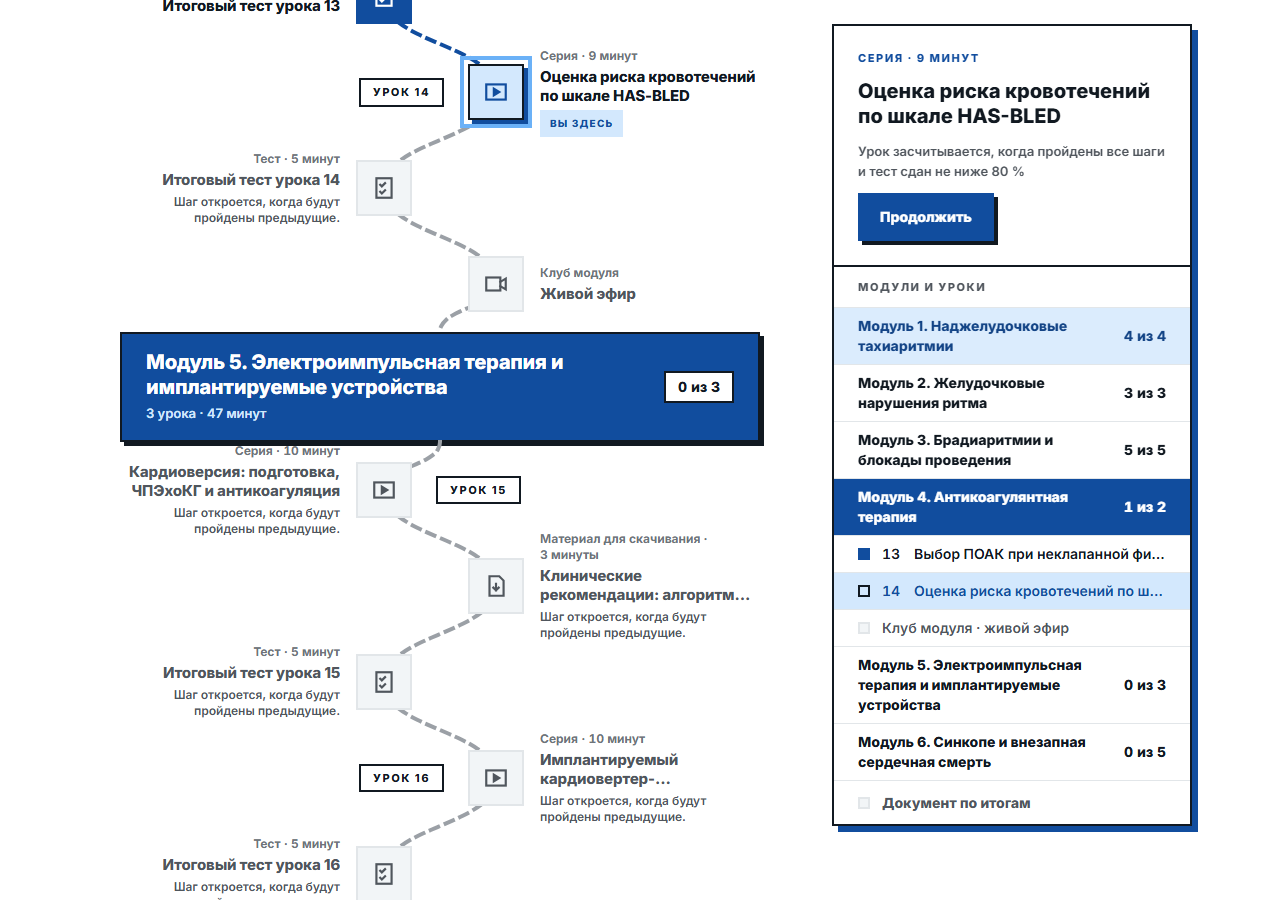 Итоговый тест урока 13
Серия · 9 минут
УРОК 14
Оценка риска кровотечений
по шкале HAS-BLED
ВЫ ЗДЕСЬ
Тест · 5 минут
Итоговый тест урока 14
Шаг откроется, когда будут
пройдены предыдущие.
Клуб модуля
Живой эфир
Модуль 5. Электроимпульсная терапия и
имплантируемые устройства
3 урока · 47 минут
0 из 3
Серия · 10 минут
Кардиоверсия: подготовка,
ЧПЭхоКГ и антикоагуляция
Шаг откроется, когда будут
пройдены предыдущие.
УРОК 15
Материал для скачивания ·
3 минуты
Клинические
рекомендации: алгоритм...
Шаг откроется, когда будут
пройдены предыдущие.
Тест · 5 минут
Итоговый тест урока 15
Шаг откроется, когда будут
пройдены предыдущие.
Серия · 10 минут
УРОК 16
Имплантируемый
кардиовертер-...
Шаг откроется, когда будут
пройдены предыдущие.
Тест · 5 минут
Итоговый тест урока 16
Шаг откроется, когда будут
СЕРИЯ · 9 МИНУТ
Оценка риска кровотечений
по шкале HAS-BLED
Урок засчитывается, когда пройдены все шаги
и тест сдан не ниже 80 %
Продолжить
МОДУЛИ И УРОКИ
Модуль 1. Наджелудочковые
тахиаритмии
4 из 4
Модуль 2. Желудочковые
нарушения ритма
3 из 3
Модуль 3. Брадиаритмии и
блокады проведения
5 из 5
Модуль 4. Антикоагулянтная
терапия
1 из 2
13 Выбор ПОАК при неклапанной фи...
14 Оценка риска кровотечений по ш...
Клуб модуля · живой эфир
Модуль 5. Электроимпульсная
терапия и имплантируемые
устройства
0 из 3
Модуль 6. Синкопе и внезапная
сердечная смерть
0 из 5
Документ по итогам